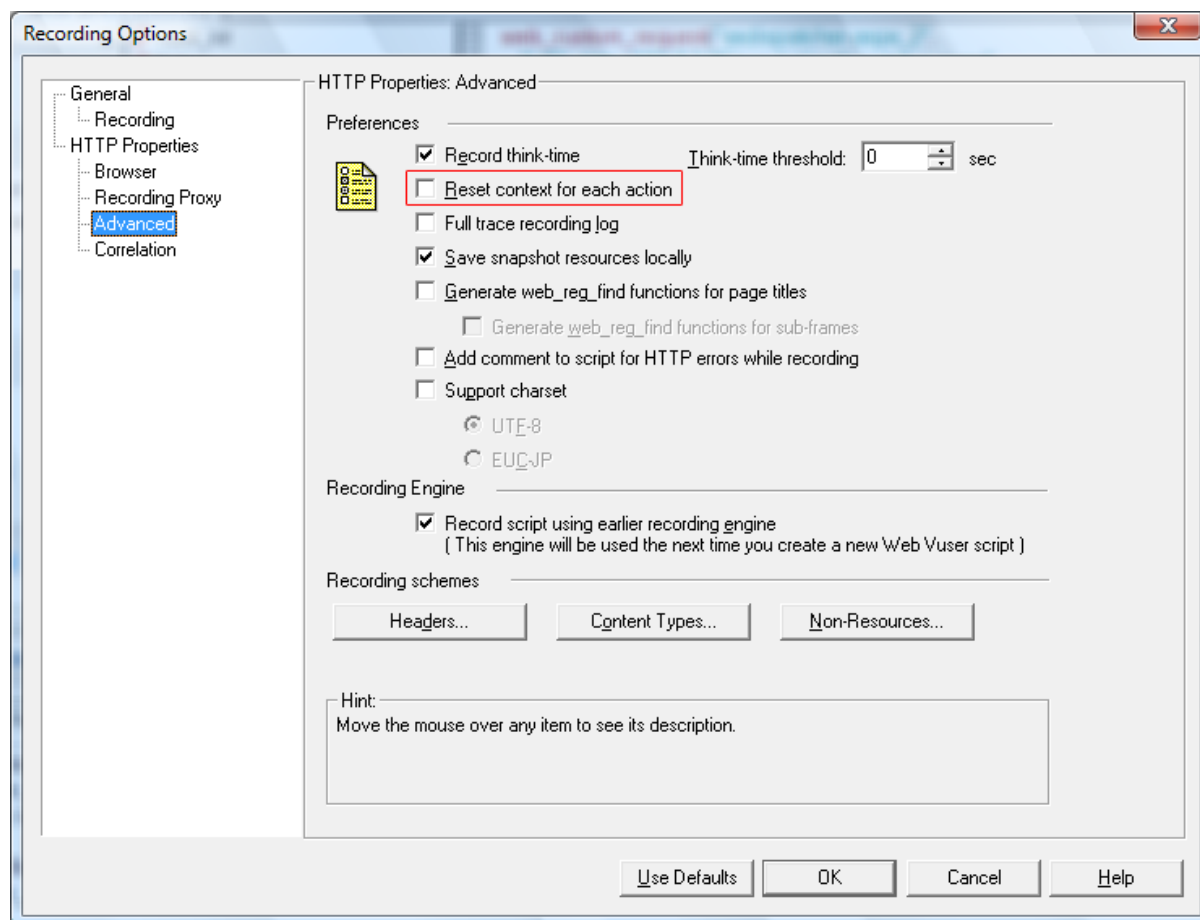 Recording Options
General
Recording
HTTP Properties
Browser
Recording Proxy
Advanced
Correlation
HTTP Properties: Advanced
Preferences
Record think-time Think-time threshold: 0 sec
Reset context for each action
Full trace recording log
Save snapshot resources locally
Generate web_reg_find functions for page titles
Generate web_reg_find functions for sub-frames
Add comment to script for HTTP errors while recording
Support charset
UTF-8
EUC-JP
Recording Engine
Record script using earlier recording engine
( This engine will be used the next time you create a new Web Vuser script )
Recording schemes
Headers... Content Types... Non-Resources...
Hint:
Move the mouse over any item to see its description.
Use Defaults OK Cancel Help